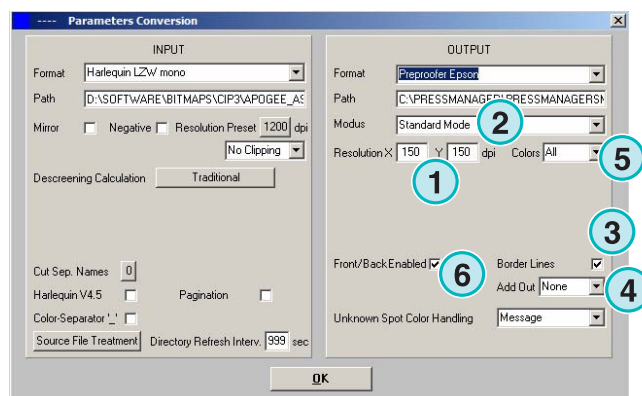 ---- Parameters Conversion
INPUT
Format Harlequin LZW mono
Path D:\SOFTWARE\BITMAPS\CIP3\APOGEE_AS
Mirror Negative Resolution Preset 1200 dpi
No Clipping
Descreening Calculation Traditional
Cut Sep. Names 0
Harlequin V4.5 Pagination
Color-Separator '_'
Source File Treatment Directory Refresh Interv. 999 sec
OUTPUT
Format Preproofer Epson
Path C:\PRESSMANAGER\PRESSMANAGERSM
Modus Standard Mode 2
Resolution X 150 Y 150 dpi Colors All 5
1
3
Front/Back Enabled 6 Border Lines
Add Out None 4
Unknown Spot Color Handling Message
OK